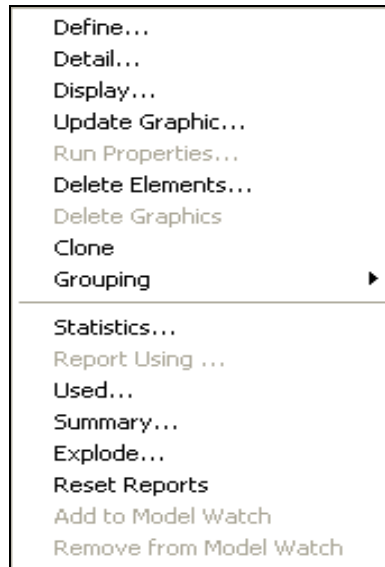 Define...
Detail...
Display...
Update Graphic...
Run Properties...
Delete Elements...
Delete Graphics
Clone
Grouping
Statistics...
Report Using ...
Used...
Summary...
Explode...
Reset Reports
Add to Model Watch
Remove from Model Watch